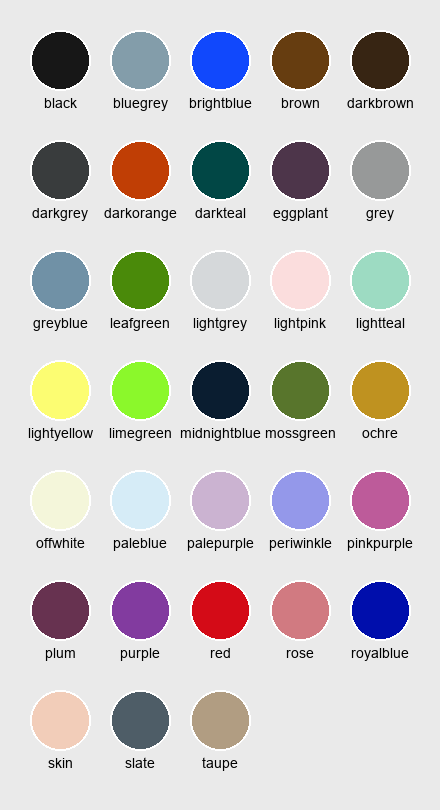 black bluegrey brightblue brown darkbrown
darkgrey darkorange darkteal eggplant grey
greyblue leafgreen lightgrey lightpink lightteal
lightyellow limegreen midnightblue mossgreen ochre
offwhite paleblue palepurple periwinkle pinkpurple
plum purple red rose royalblue
skin slate taupe